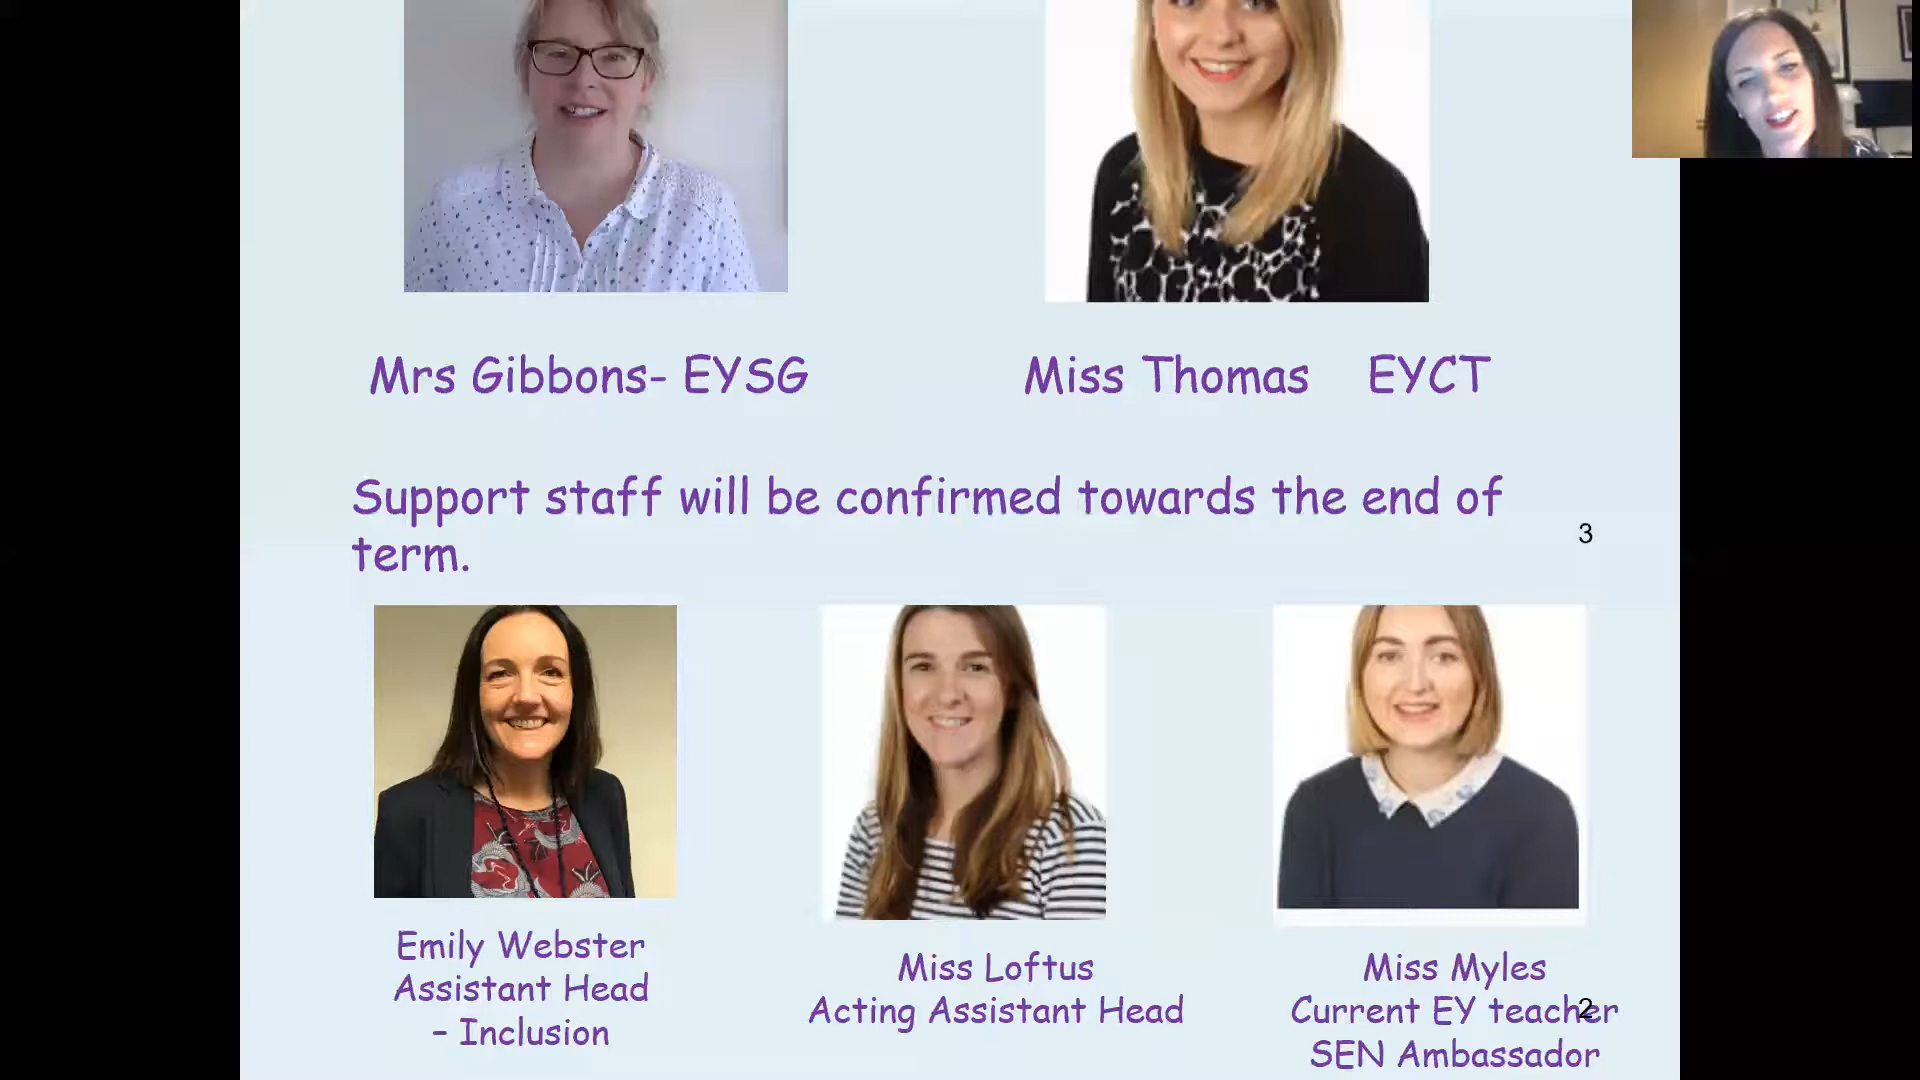 Mrs Gibbons- EYSG
Miss Thomas EYCT
Support staff will be confirmed towards the end of
term.
3
Emily Webster
Assistant Head
– Inclusion
Miss Loftus
Acting Assistant Head
Miss Myles
Current EY teacher
SEN Ambassador
2